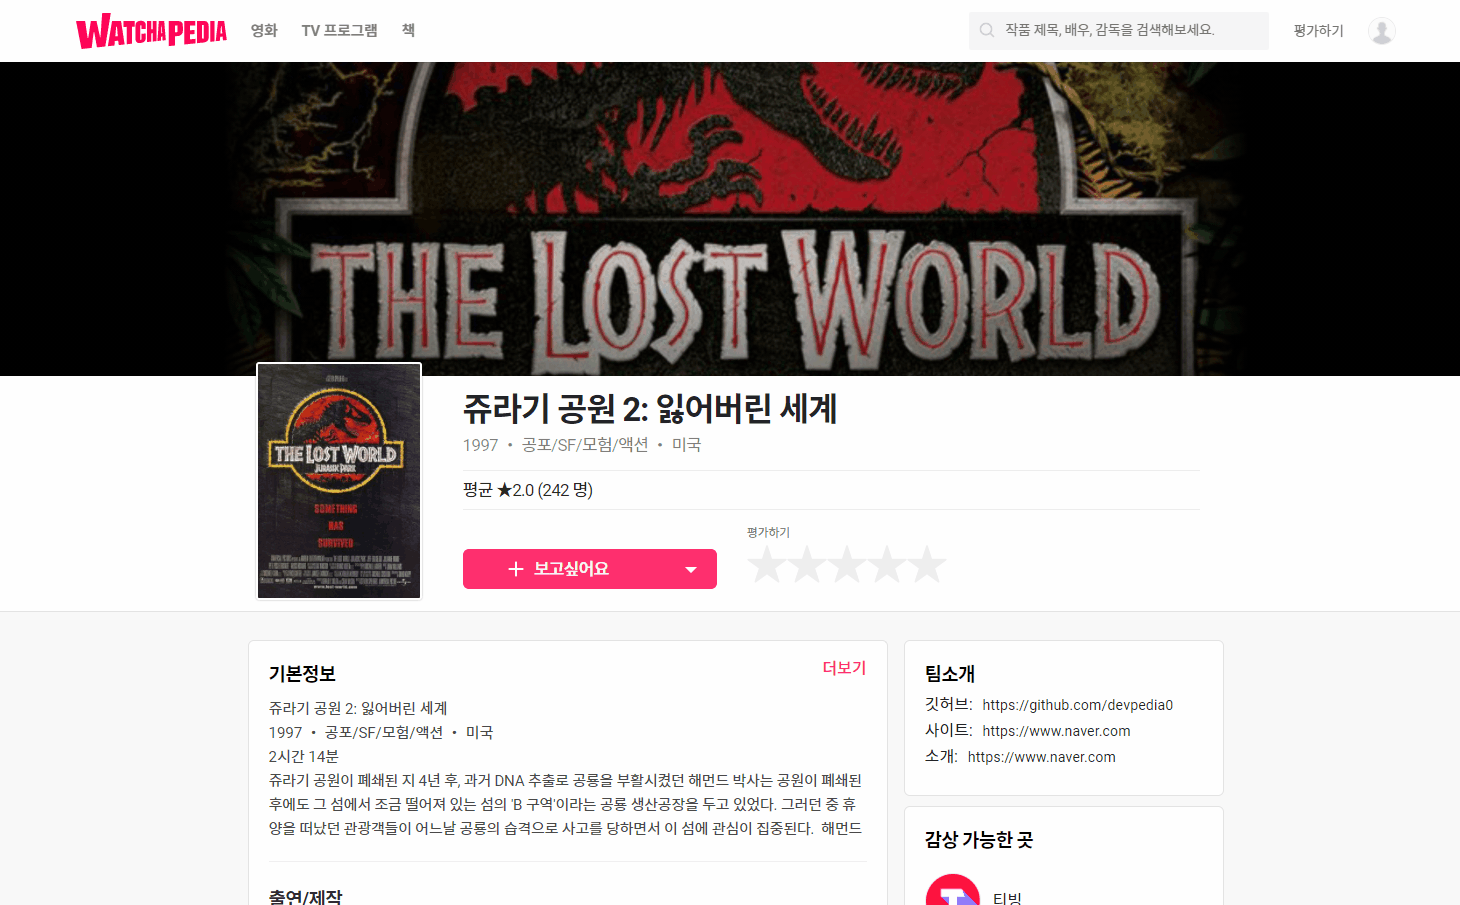 WATCHA PEDIA
영화
TV 프로그램
책
작품 제목, 배우, 감독을 검색해보세요.
평가하기
THE LOST WORLD
THE LOST WORLD
JURASSIC PARK
SOMETHING
HAS
SURVIVED
쥬라기 공원 2: 잃어버린 세계
1997 • 공포/SF/모험/액션 • 미국
평균 ★2.0 (242 명)
평가하기
보고싶어요
기본정보
더보기
쥬라기 공원 2: 잃어버린 세계
1997 • 공포/SF/모험/액션 • 미국
2시간 14분
쥬라기 공원이 폐쇄된 지 4년 후, 과거 DNA 추출로 공룡을 부활시켰던 해먼드 박사는 공원이 폐쇄된
후에도 그 섬에서 조금 떨어져 있는 섬의 'B 구역'이라는 공룡 생산공장을 두고 있었다. 그러던 중 휴
양을 떠났던 관광객들이 어느날 공룡의 습격으로 사고를 당하면서 이 섬에 관심이 집중된다. 해먼드
출연/제작
팀소개
깃허브: https://github.com/devpedia0
사이트: https://www.naver.com
소개: https://www.naver.com
감상 가능한 곳
티빙